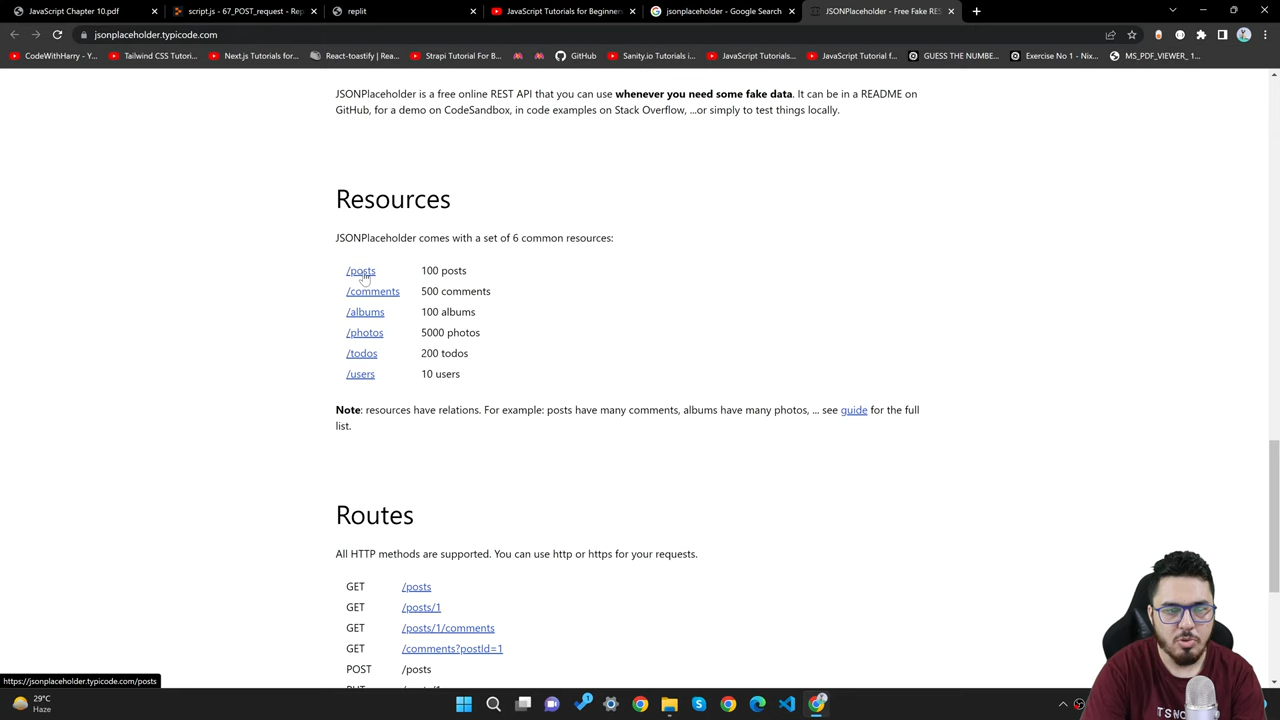 JavaScript Chapter 10.pdf
script.js - 67_POST_request - Rep
replit
JavaScript Tutorials for Beginner
jsonplaceholder - Google Search
JSONPlaceholder - Free Fake RES
jsonplaceholder.typicode.com
CodeWithHarry - Y...
Tailwind CSS Tutori...
Next.js Tutorials for...
React-toastify | Rea...
Strapi Tutorial For B...
GitHub
Sanity.io Tutorials i...
JavaScript Tutorials...
JavaScript Tutorial f...
GUESS THE NUMBE...
Exercise No 1 - Nix...
MS_PDF_VIEW_ 1...
JSONPlaceholder is a free online REST API that you can use whenever you need some fake data. It can be in a README on
GitHub, for a demo on CodeSandbox, in code examples on Stack Overflow, ...or simply to test things locally.
Resources
JSONPlaceholder comes with a set of 6 common resources:
/posts 100 posts
/comments 500 comments
/albums 100 albums
/photos 5000 photos
/todos 200 todos
/users 10 users
Note: resources have relations. For example: posts have many comments, albums have many photos, ... see guide for the full
list.
Routes
All HTTP methods are supported. You can use http or https for your requests.
GET /posts
GET /posts/1
GET /posts/1/comments
GET /comments?postId=1
POST /posts
https://jsonplaceholder.typicode.com/posts
29°C
Haze